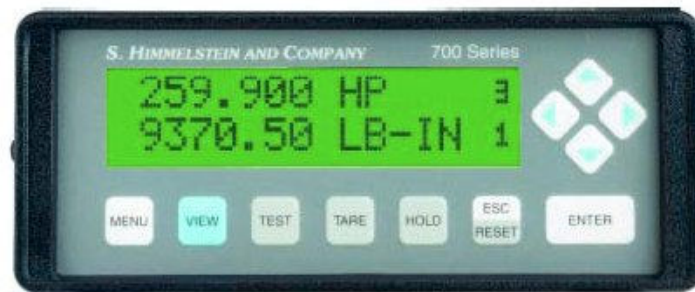 S. HIMMELSTEIN AND COMPANY 700 Series
259.900 HP 3
9370.50 LB-IN 1
MENU VIEW TEST TARE HOLD ESC RESET ENTER